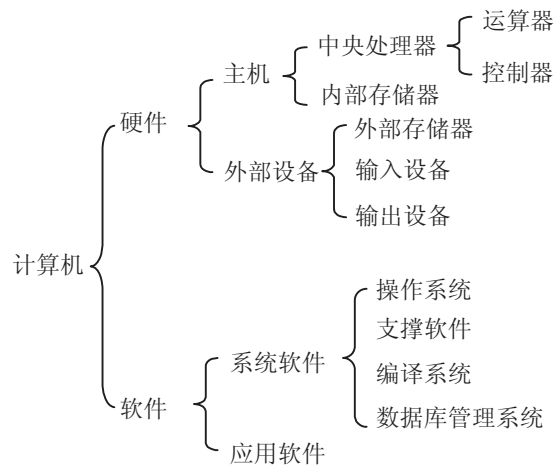 计算机
硬件
主机
中央处理器
运算器
控制器
内部存储器
外部设备
外部存储器
输入设备
输出设备
软件
系统软件
操作系统
支撑软件
编译系统
数据库管理系统
应用软件